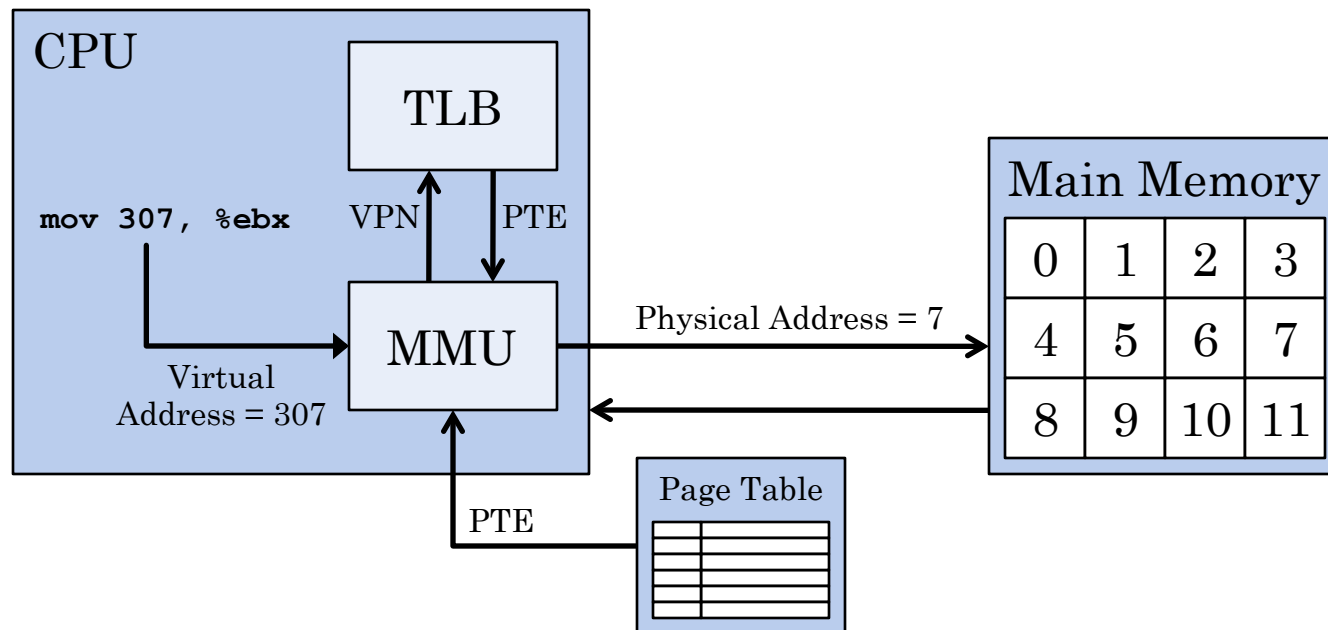 CPU
TLB
mov 307, %ebx
VPN
PTE
MMU
Virtual
Address = 307
Physical Address = 7
Main Memory
0 1 2 3
4 5 6 7
8 9 10 11
PTE
Page Table